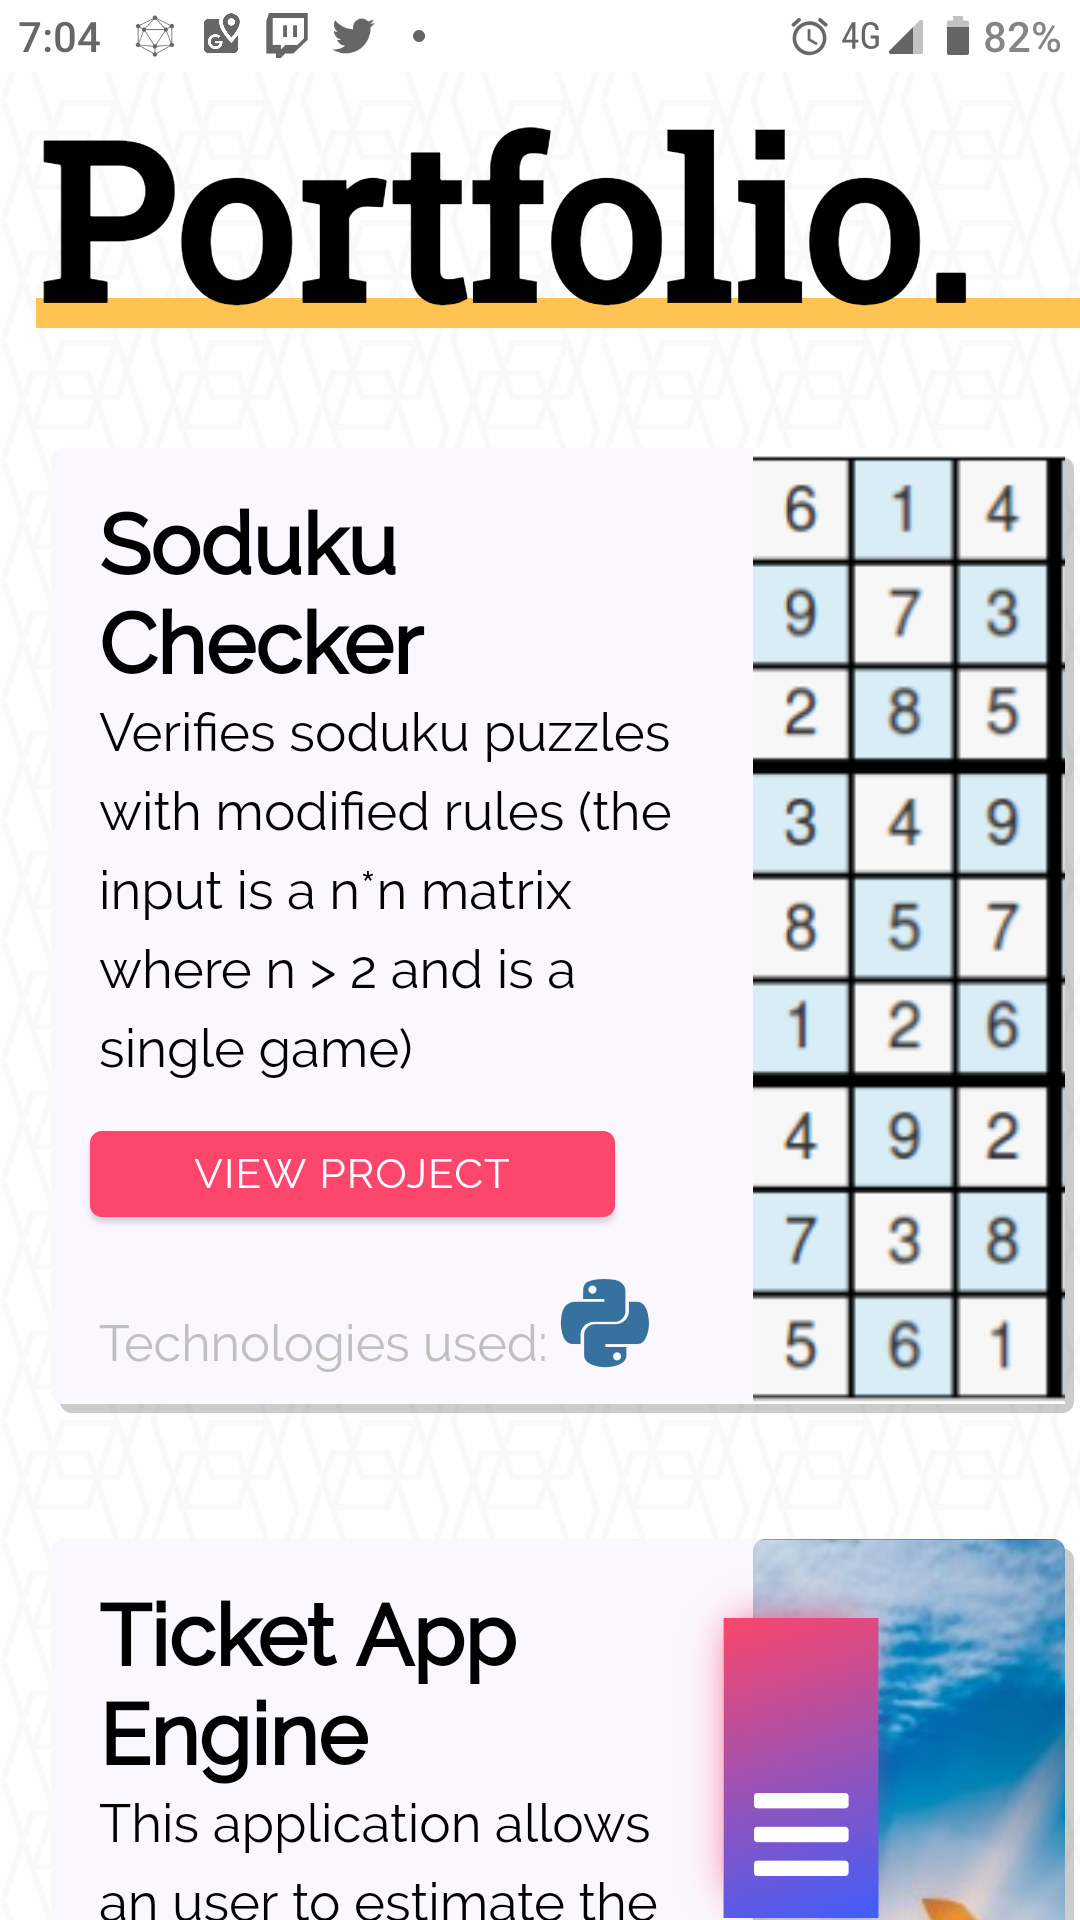 7:04 4G 82%
Portfolio.
Soduku
Checker
Verifies soduku puzzles
with modified rules (the
input is a n*n matrix
where n > 2 and is a
single game)
VIEW PROJECT
Technologies used:
6 1 4
9 7 3
2 8 5
3 4 9
8 5 7
1 2 6
4 9 2
7 3 8
5 6 1
Ticket App
Engine
This application allows
an user to estimate the